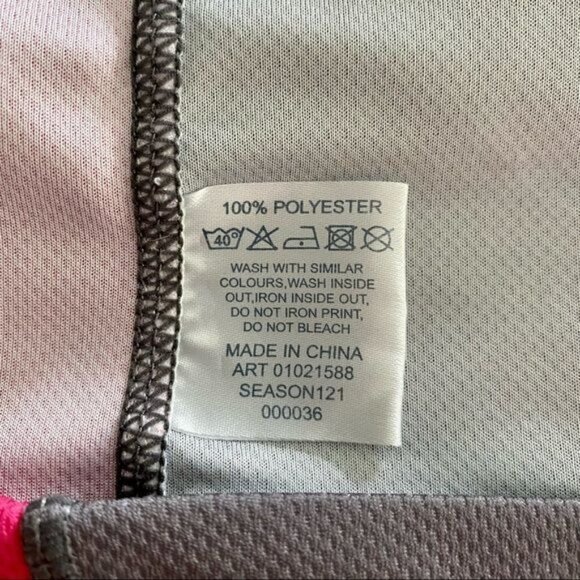 100% POLYESTER
40°
WASH WITH SIMILAR
COLOURS,WASH INSIDE
OUT,IRON INSIDE OUT,
DO NOT IRON PRINT,
DO NOT BLEACH
MADE IN CHINA
ART 01021588
SEASON121
000036